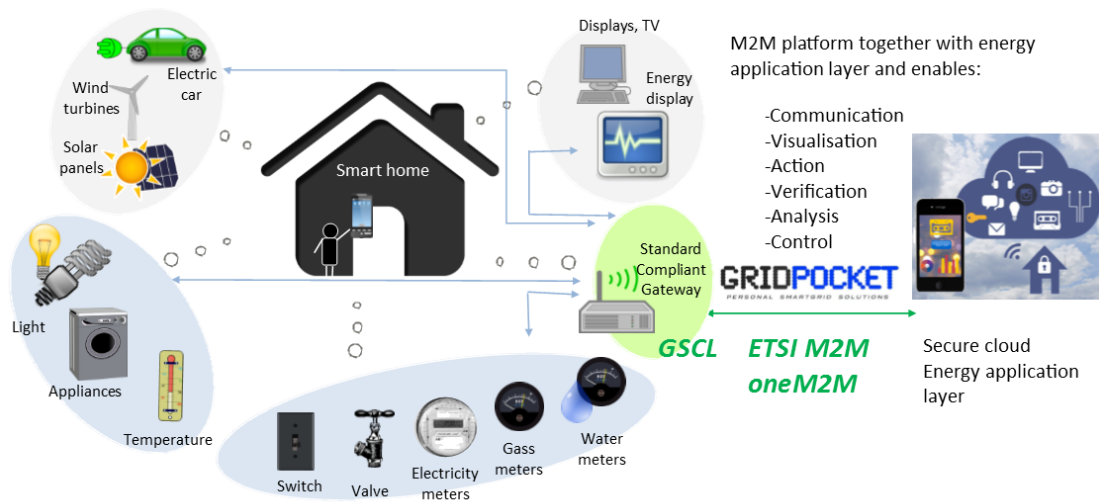 Displays, TV
Energy
display
Electric
car
Wind
turbines
Solar
panels
Smart home
M2M platform together with energy
application layer and enables:
-Communication
-Visualisation
-Action
-Verification
-Analysis
-Control
Standard
Compliant
Gateway
GRIDPOCKET
PERSONAL SMARTGRID SOLUTIONS
GSCL
ETSI M2M
oneM2M
Secure cloud
Energy application
layer
Light
Appliances
Temperature
Switch
Valve
Electricity
meters
Gass
meters
Water
meters